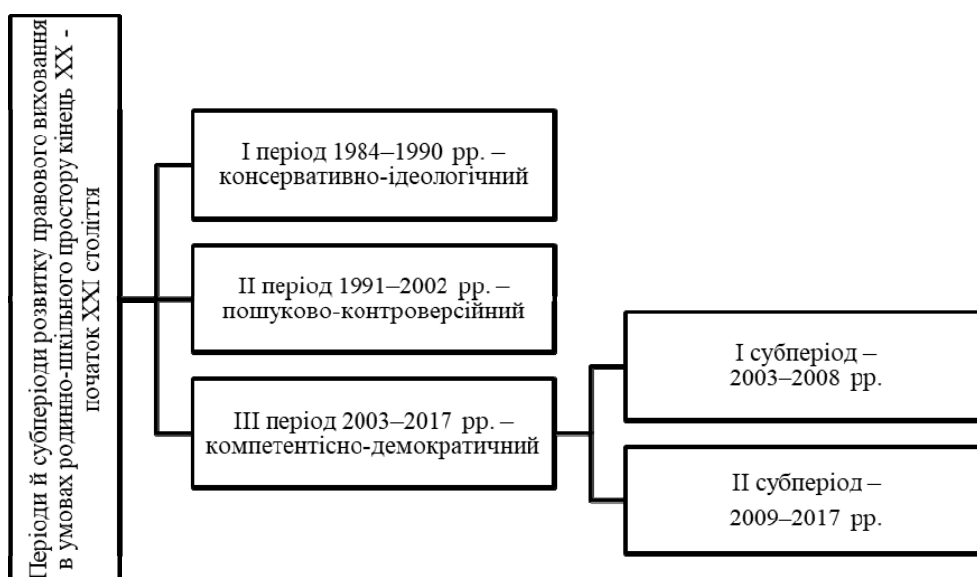 Періоди й субперіоди розвитку правового виховання
в умовах родинно-шкільного простору кінець XX -
початок XXI століття
І період 1984–1990 рр. –
консервативно-ідеологічний
ІІ період 1991–2002 рр. –
пошуково-контроверсійний
ІІІ період 2003–2017 рр. –
компетентісно-демократичний
І субперіод –
2003–2008 рр.
ІІ субперіод –
2009–2017 рр.